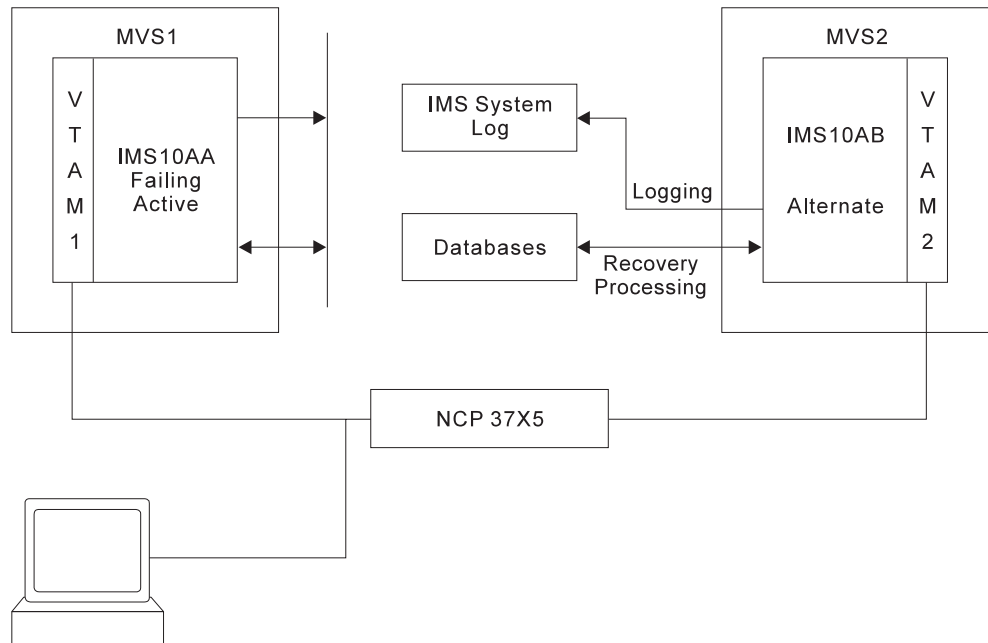 MVS1
V
T
A
M
1
IMS10AA
Failing
Active
IMS System
Log
Logging
Databases
Recovery
Processing
MVS2
IMS10AB
Alternate
V
T
A
M
2
NCP 37X5